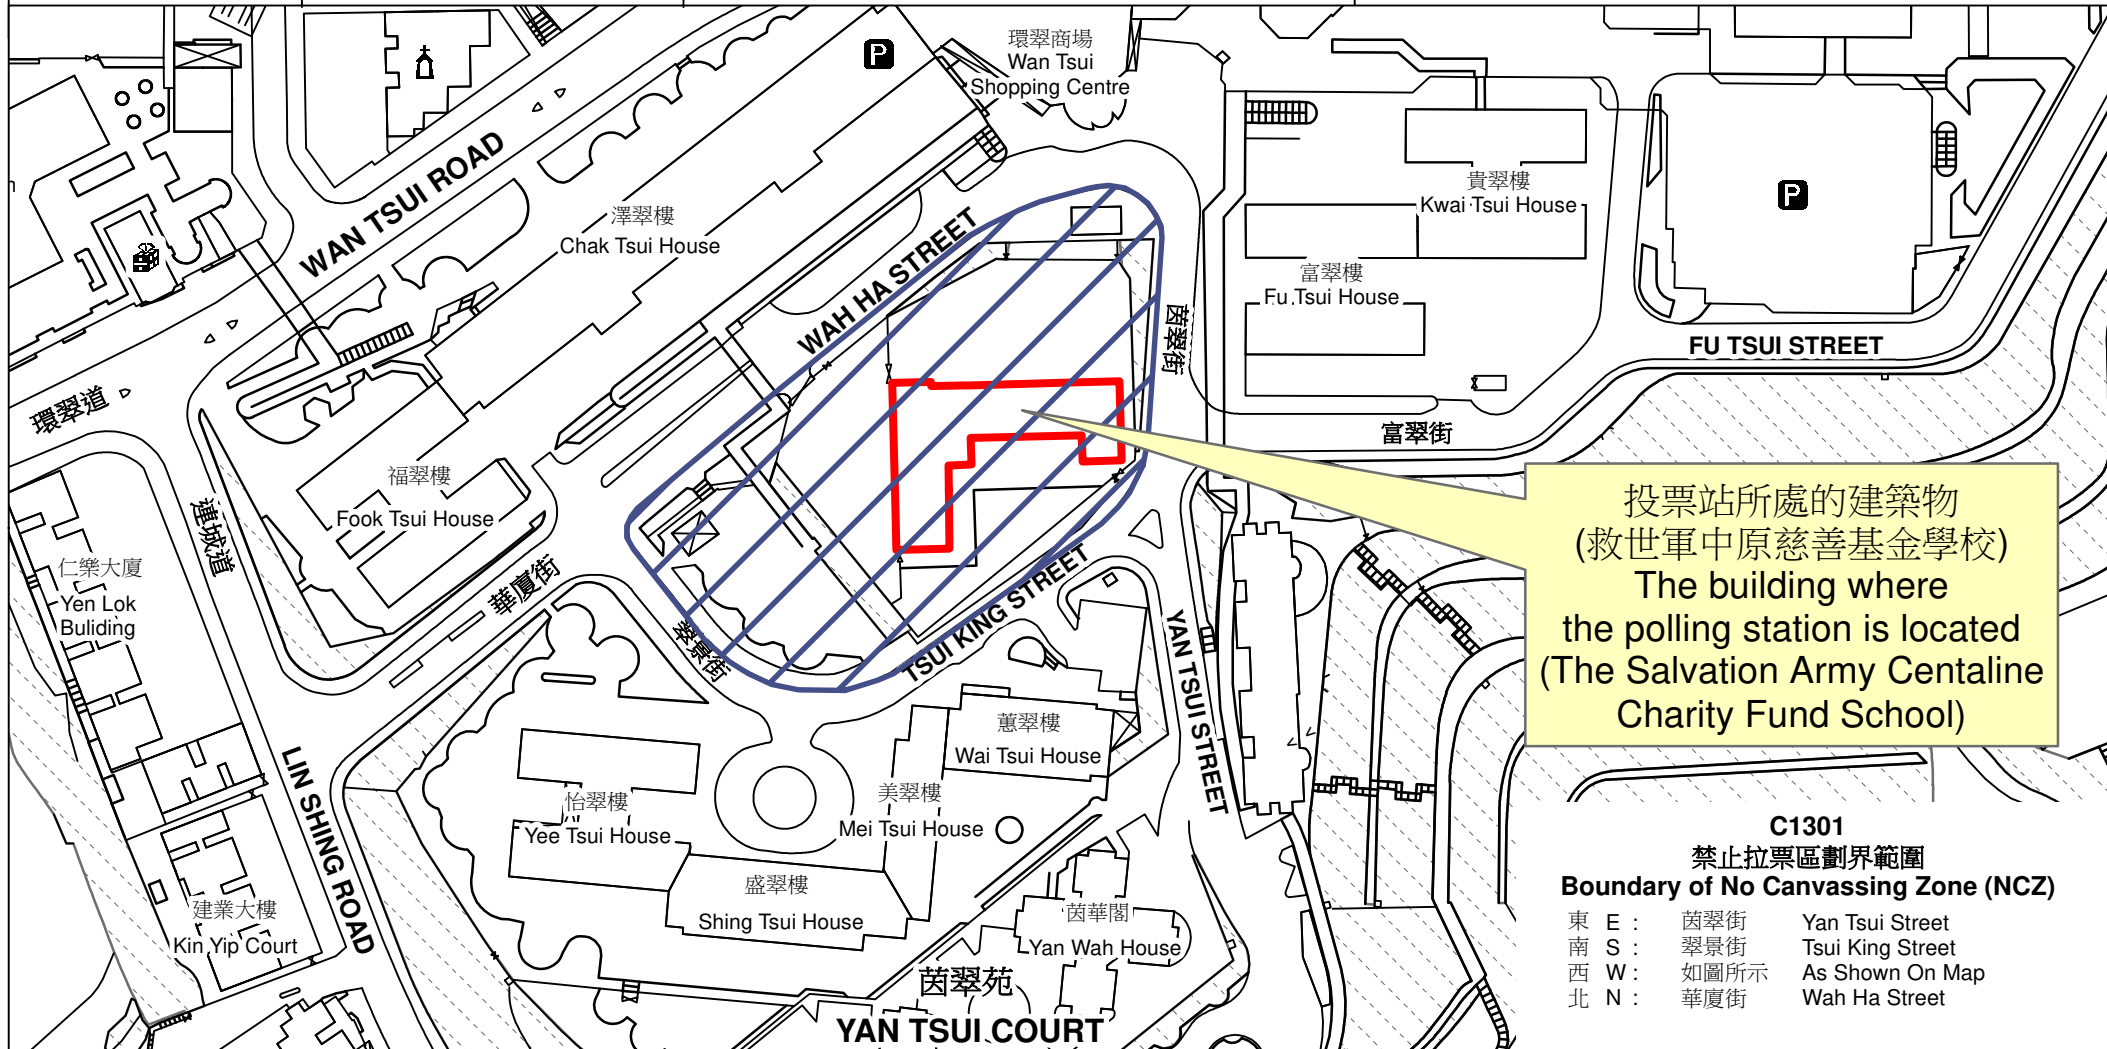 環翠商場
Wan Tsui
Shopping Centre
P
WAN TSUI ROAD
澤翠樓
Chak Tsui House
WAH HA STREET
貴翠樓
Kwai Tsui House
P
富翠樓
Fu Tsui House
茵翠街
FU TSUI STREET
環翠道
富翠街
福翠樓
Fook Tsui House
連城道
華廈街
仁樂大廈
Yen Lok
Buliding
翠景街
TSUI KING STREET
YAN TSUI STREET
投票站所處的建築物
(救世軍中原慈善基金學校)
The building where
the polling station is located
(The Salvation Army Centaline
Charity Fund School)
蕙翠樓
Wai Tsui House
LIN SHING ROAD
怡翠樓
Yee Tsui House
美翠樓
Mei Tsui House
盛翠樓
Shing Tsui House
建業大樓
Kin Yip Court
茵華閣
Yan Wah House
茵翠苑
YAN TSUI COURT
C1301
禁止拉票區劃界範圍
Boundary of No Canvassing Zone (NCZ)
東 E : 茵翠街 Yan Tsui Street
南 S : 翠景街 Tsui King Street
西 W : 如圖所示 As Shown On Map
北 N : 華廈街 Wah Ha Street